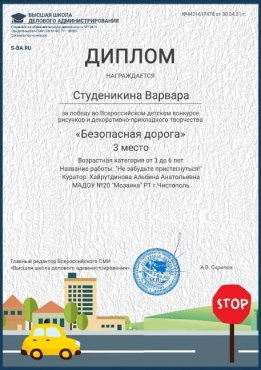 ВЫСШАЯ ШКОЛА
ДЕЛОВОГО АДМИНИСТРИРОВАНИЯ
S-BA.RU
ДИПЛОМ
НАГРАЖДАЕТСЯ
Студеникина Варвара
за победу во Всероссийском детском конкурсе
рисунков и декоративно-прикладного творчества
«Безопасная дорога»
3 место
Возрастная категория от 3 до 6 лет
Название работы: "Не забудьте пристегнуться!"
Куратор: Хайрутдинова Альбина Анатольевна
МАДОУ №20 "Мозаика" РТ г.Чистополь
Главный редактор Всероссийского СМИ
«Высшая школа делового администрирования»
А.В. Скрипов
STOP